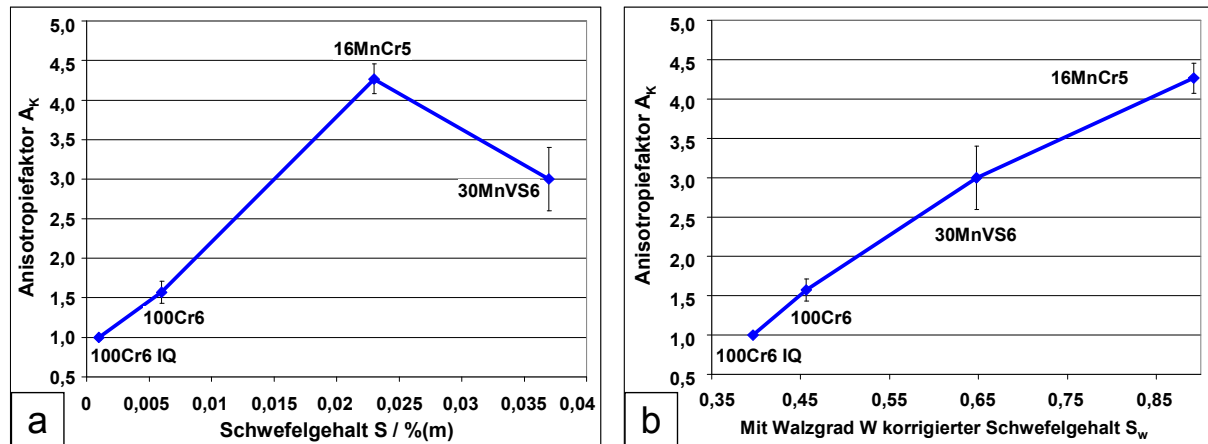 5,0
4,5
4,0
3,5
3,0
2,5
2,0
1,5
1,0
0,5
Anisotropiefaktor A_K
16MnCr5
30MnVS6
100Cr6
100Cr6 IQ
0 0,005 0,01 0,015 0,02 0,025 0,03 0,035 0,04
Schwefelgehalt S / %(m)
a
5,0
4,5
4,0
3,5
3,0
2,5
2,0
1,5
1,0
0,5
Anisotropiefaktor A_K
16MnCr5
30MnVS6
100Cr6
100Cr6 IQ
0,35 0,45 0,55 0,65 0,75 0,85
Mit Walzgrad W korrigierter Schwefelgehalt S_w
b